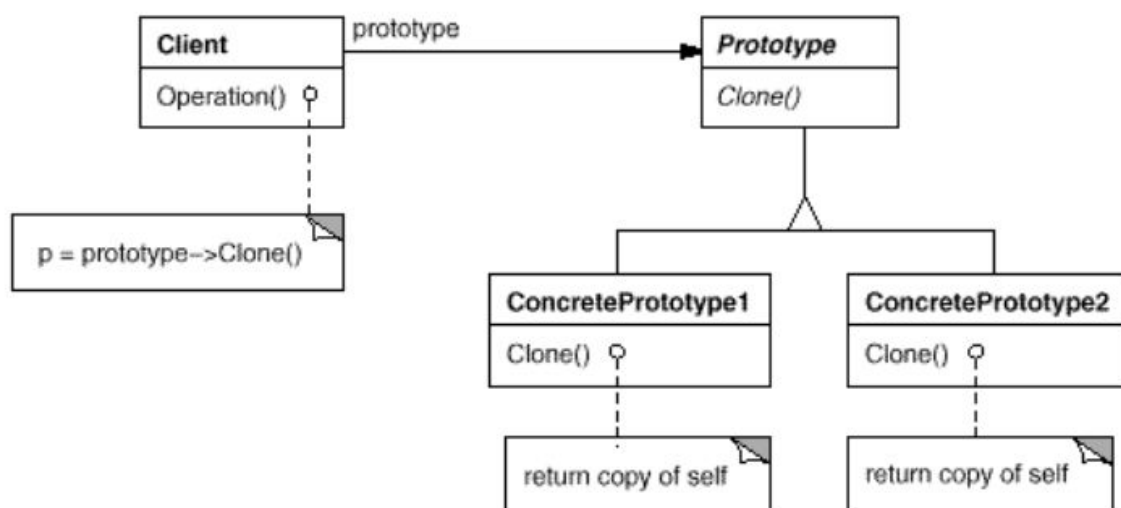 Client
prototype
Prototype
Operation()
Clone()
p = prototype->Clone()
ConcretePrototype1
ConcretePrototype2
Clone()
Clone()
return copy of self
return copy of self